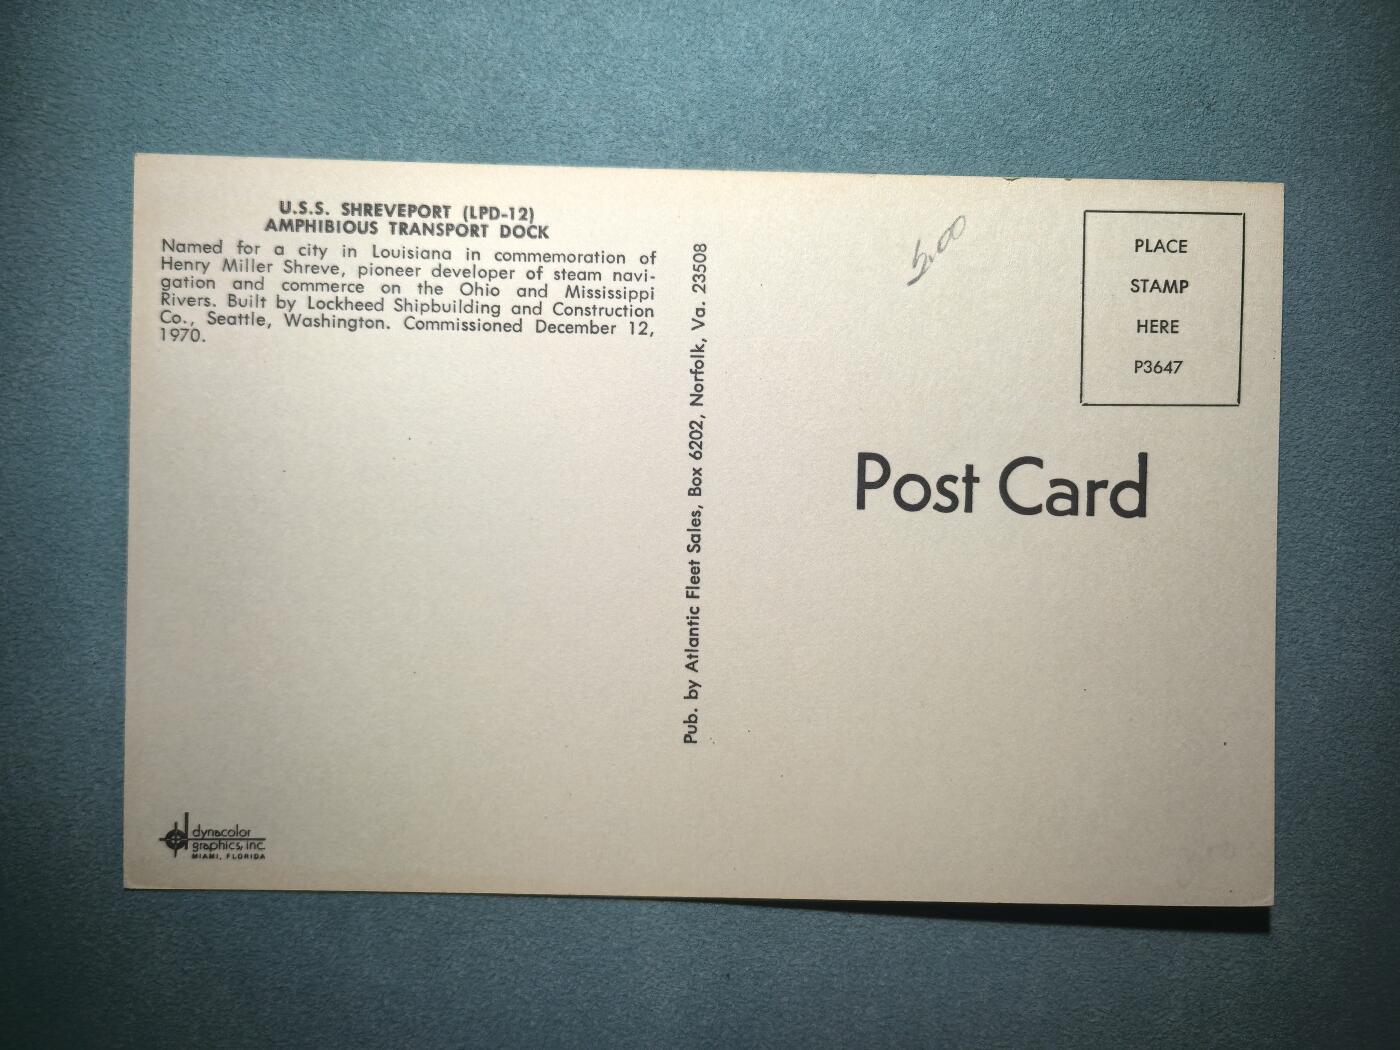 U.S.S. SHREVEPORT (LPD-12)
AMPHIBIOUS TRANSPORT DOCK
Named for a city in Louisiana in commemoration of
Henry Miller Shreve, pioneer developer of steam navi-
gation and commerce on the Ohio and Mississippi
Rivers. Built by Lockheed Shipbuilding and Construction
Co., Seattle, Washington. Commissioned December 12,
1970.
dynacolor
graphics, inc.
MIAMI, FLORIDA
Pub. by Atlantic Fleet Sales, Box 6202, Norfolk, Va. 23508
5.00
PLACE
STAMP
HERE
P3647
Post Card